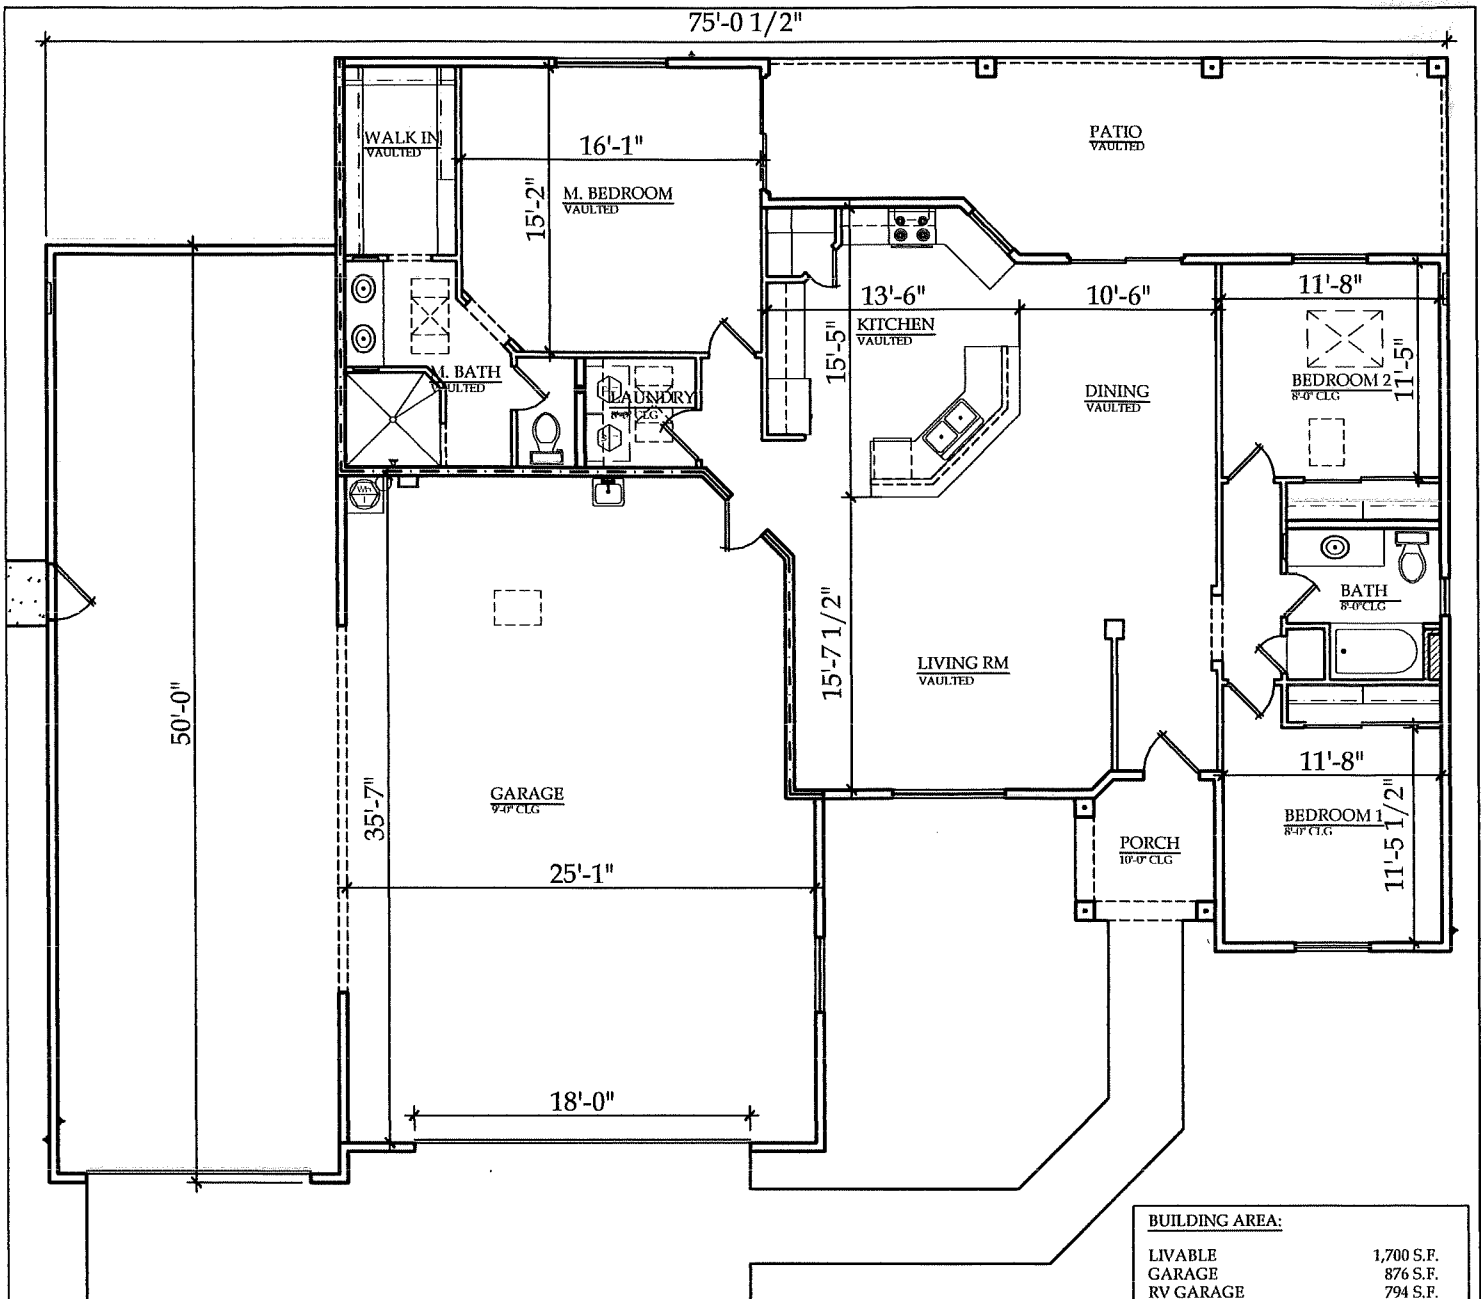 75'-0 1/2"
WALK IN
VAULTED
16'-1"
15'-2"
M. BEDROOM
VAULTED
PATIO
VAULTED
13'-6"
10'-6"
11'-8"
KITCHEN
VAULTED
15'-5"
BEDROOM 2
8'-0" CLG
11'-5"
M. BATH
VAULTED
LAUNDRY
8'-0" CLG
DINING
VAULTED
BATH
8'-0" CLG
LIVING RM
VAULTED
15'-7 1/2"
50'-0"
35'-7"
GARAGE
9'-0" CLG
25'-1"
11'-8"
BEDROOM 1
8'-0" CLG
11'-5 1/2"
PORCH
10'-0" CLG
18'-0"
BUILDING AREA:
LIVABLE 1,700 S.F.
GARAGE 876 S.F.
RV GARAGE 794 S.F.